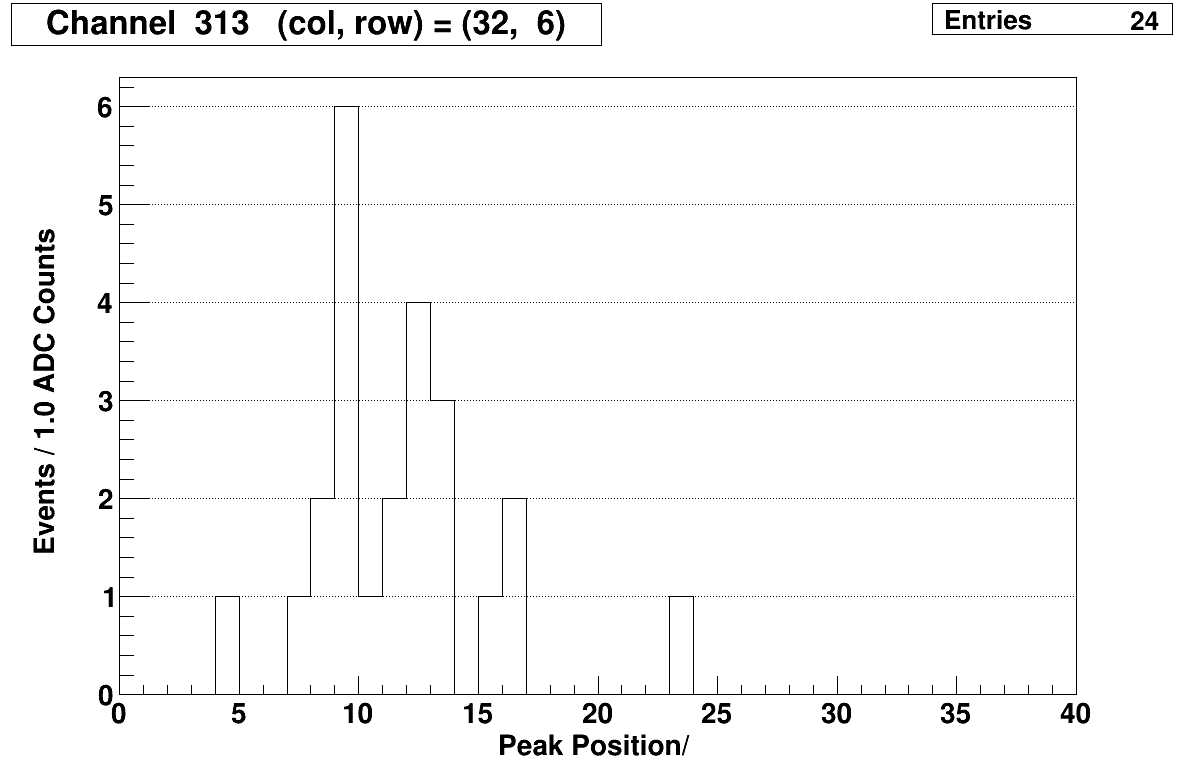 Channel 313 (col, row) = (32, 6)
Entries 24
Events / 1.0 ADC Counts
6
5
4
3
2
1
0
0 5 10 15 20 25 30 35 40
Peak Position/